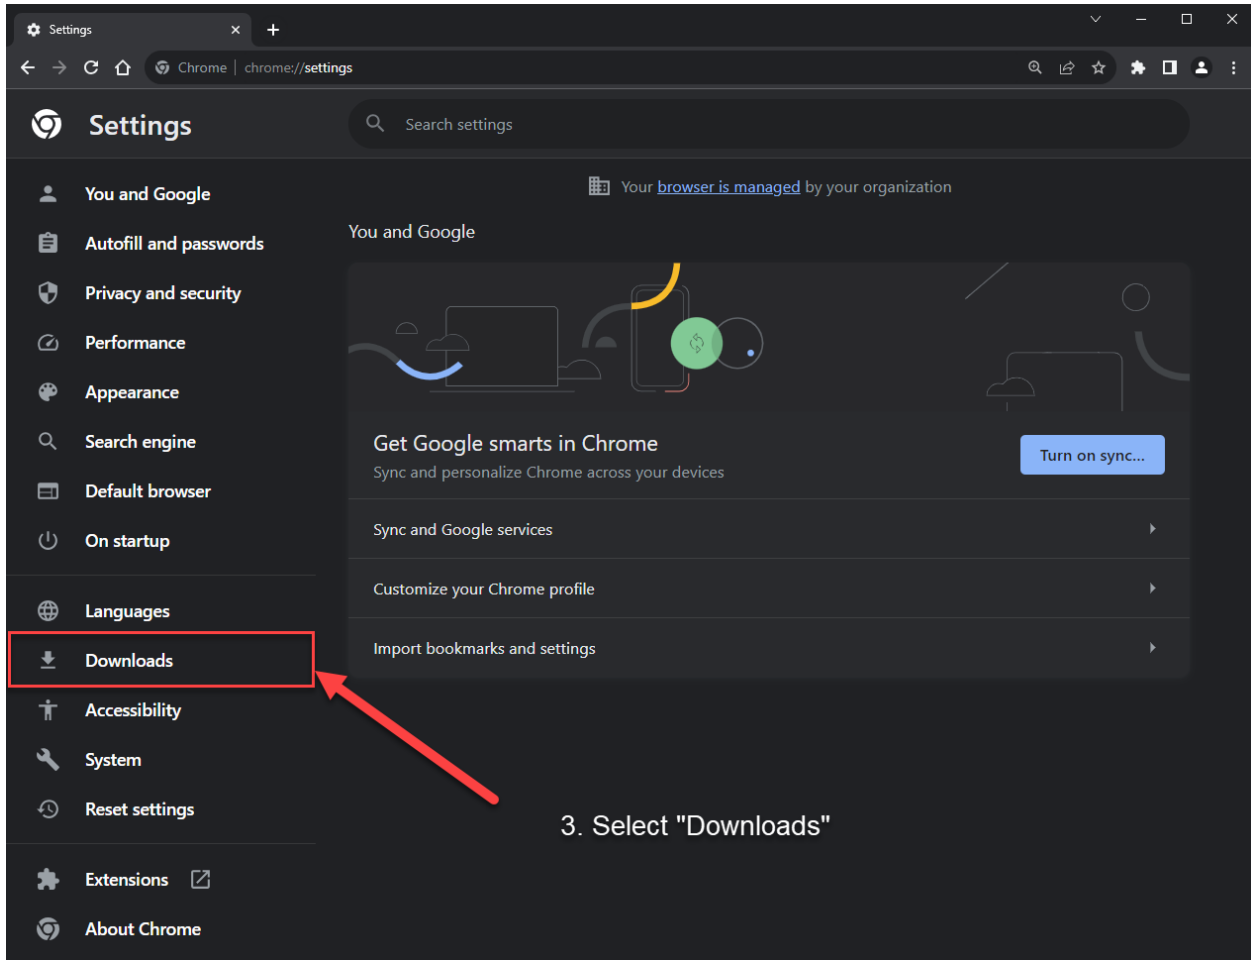 Settings
Chrome | chrome://settings
Settings
Search settings
You and Google
Autofill and passwords
Privacy and security
Performance
Appearance
Search engine
Default browser
On startup
Languages
Downloads
Accessibility
System
Reset settings
Extensions
About Chrome
Your browser is managed by your organization
You and Google
Get Google smarts in Chrome
Sync and personalize Chrome across your devices
Turn on sync...
Sync and Google services
Customize your Chrome profile
Import bookmarks and settings
3. Select "Downloads"